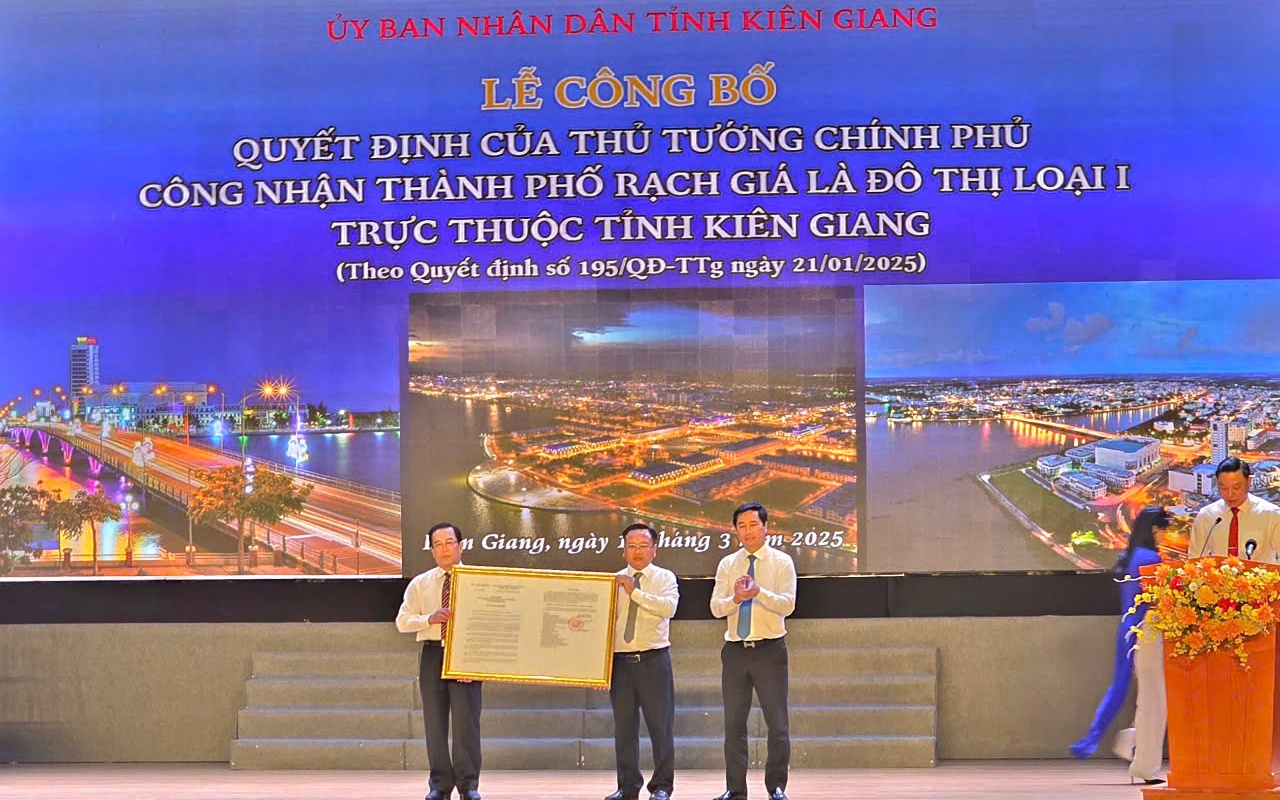 ỦY BAN NHÂN DÂN TỈNH KIÊN GIANG
LỄ CÔNG BỐ
QUYẾT ĐỊNH CỦA THỦ TƯỚNG CHÍNH PHỦ
CÔNG NHẬN THÀNH PHỐ RẠCH GIÁ LÀ ĐÔ THỊ LOẠI I
TRỰC THUỘC TỈNH KIÊN GIANG
(Theo Quyết định số 195/QĐ-TTg ngày 21/01/2025)
Giang, ngày tháng 3 2025